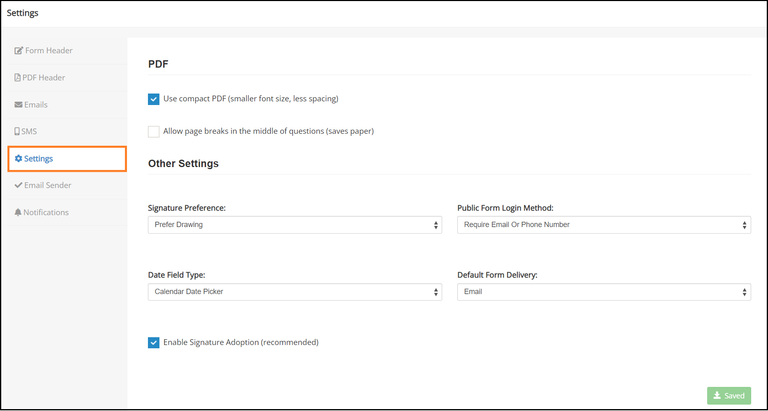 Settings
Form Header
PDF Header
Emails
SMS
Settings
Email Sender
Notifications
PDF
Use compact PDF (smaller font size, less spacing)
Allow page breaks in the middle of questions (saves paper)
Other Settings
Signature Preference:
Prefer Drawing
Public Form Login Method:
Require Email Or Phone Number
Date Field Type:
Calendar Date Picker
Default Form Delivery:
Email
Enable Signature Adoption (recommended)
Saved